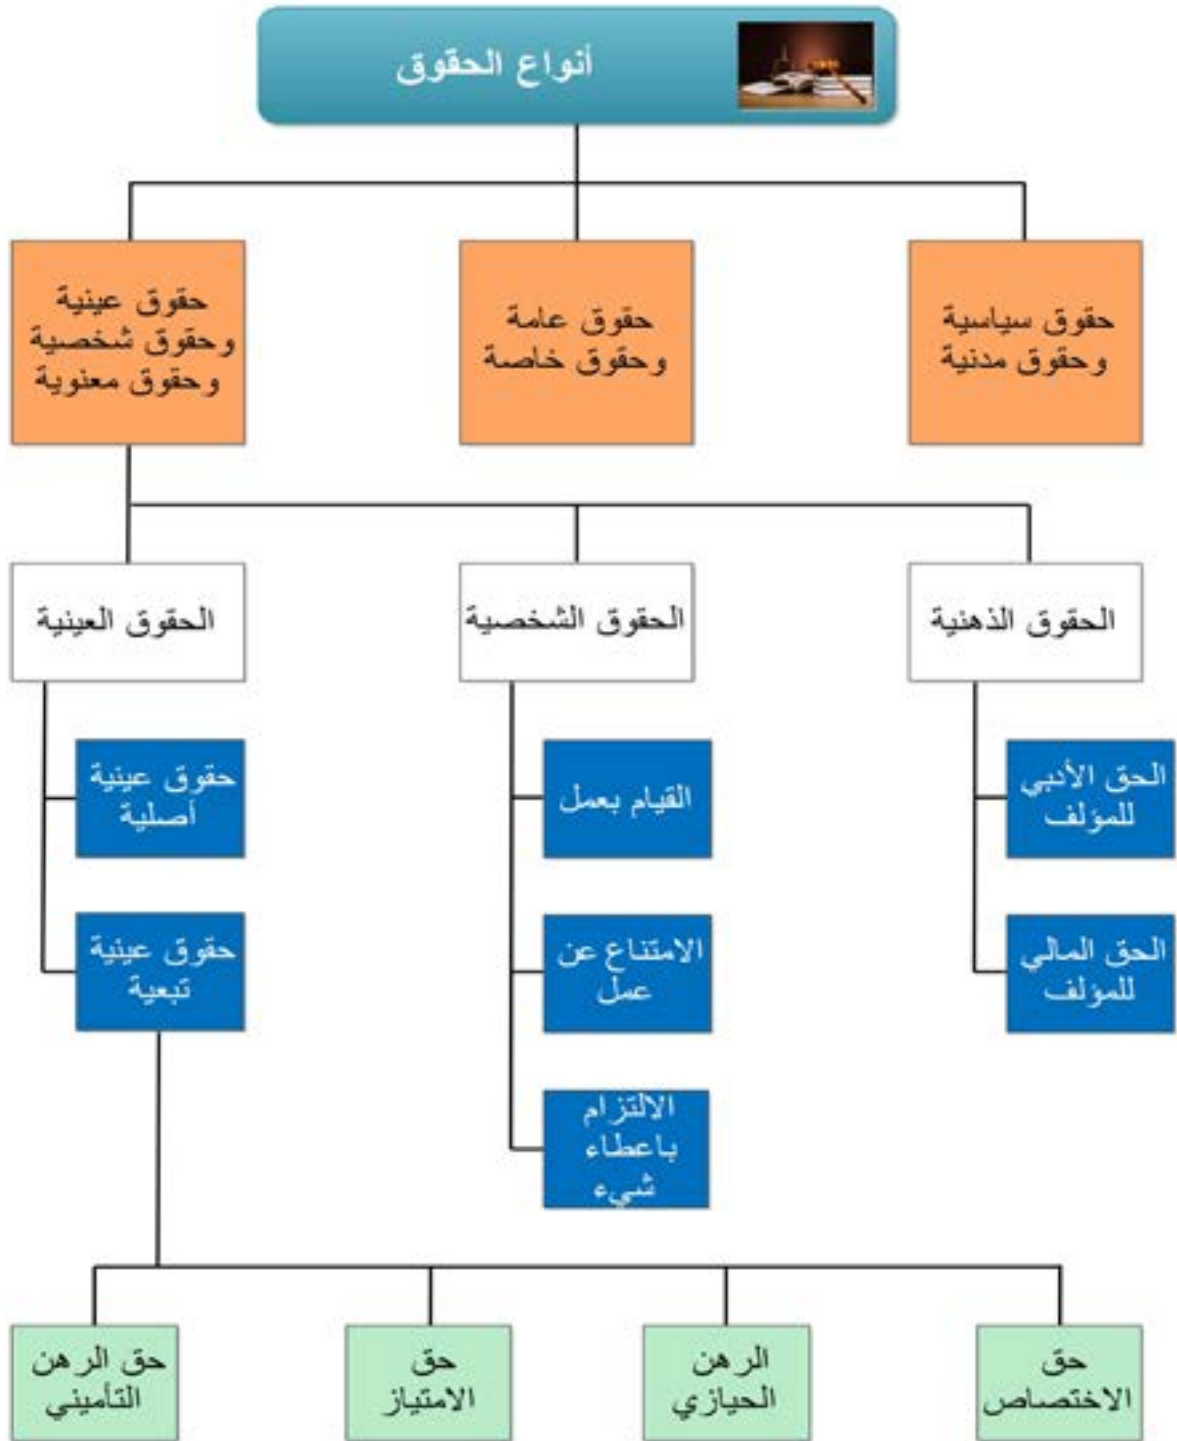 أنواع الحقوق
حقوق سياسية
وحقوق مدنية
حقوق عامة
وحقوق خاصة
حقوق عينية
وحقوق شخصية
وحقوق معنوية
الحقوق الذهنية
الحقوق الشخصية
الحقوق العينية
الحق الأدبي
للمؤلف
القيام بعمل
حقوق عينية
أصلية
الحق المالي
للمؤلف
الامتناع عن
عمل
حقوق عينية
تبعية
الالتزام
باعطاء
شيء
حق
الاختصاص
الرهن
الحيازي
حق
الامتياز
حق الرهن
التأميني